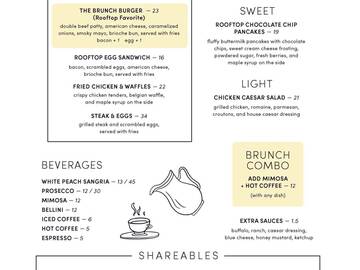 THE BRUNCH BURGER – 23
(Rooftop Favorite)
double beef patty, american cheese, caramalized
onions, smoky mayo, brioche bun, served with fries
bacon + 1 egg + 1
ROOFTOP EGG SANDWICH – 16
bacon, scrambled eggs, american cheese,
brioche bun, served with fries
FRIED CHICKEN & WAFFLES – 22
crispy chicken tenders, belgian waffle,
and maple syrup on the side
STEAK & EGGS – 34
grilled steak and scrambled eggs,
served with fries
SWEET
ROOFTOP CHOCOLATE CHIP
PANCAKES – 19
fluffy buttermilk pancakes with chocolate
chips, sweet cream cheese frosting,
powdered sugar, fresh berries, and
maple syrup on the side
LIGHT
CHICKEN CAESAR SALAD – 21
grilled chicken, romaine, parmesan,
croutons, and house caesar dressing
BEVERAGES
WHITE PEACH SANGRIA – 13 / 45
PROSECCO – 12 / 30
MIMOSA – 12
BELLINI – 12
ICED COFFEE – 6
HOT COFFEE – 5
ESPRESSO – 5
BRUNCH
COMBO
ADD MIMOSA
+ HOT COFFEE – 12
(with any dish)
EXTRA SAUCES – 1.5
buffalo, ranch, caesar dressing,
blue cheese, honey mustard, ketchup
SHAREABLES